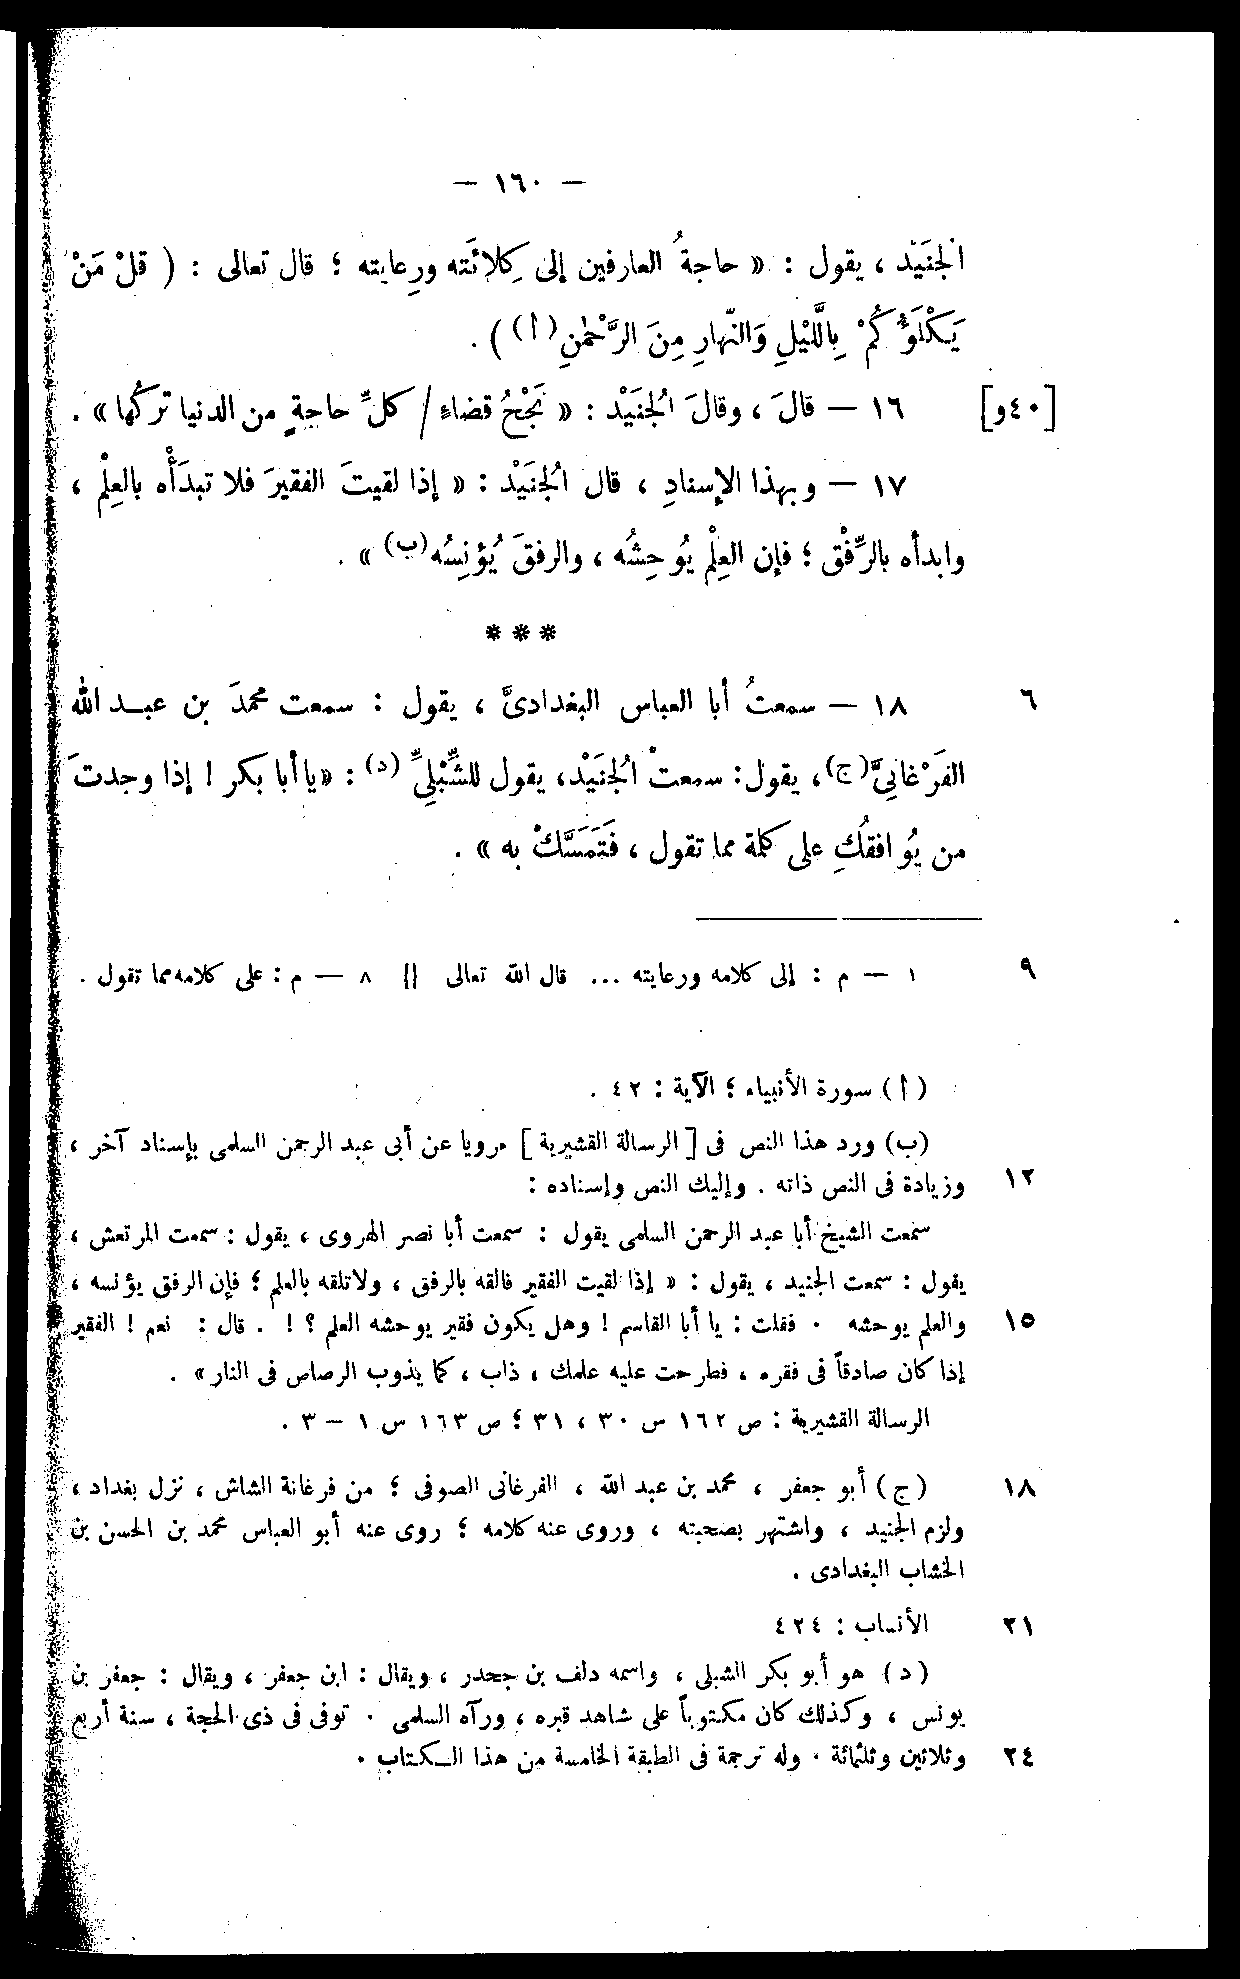 — ١٦٠ —
الجُنَيْد ، يقول : « حاجةُ العارفين إلى كِلائَته ورِعايته ؛ قال تعالى : ( قلْ مَنْ
يَكْلَؤُكُمْ بِاللَّيْلِ وَالنَّهارِ مِنَ الرَّحْمٰنِ(أ) ) .
[٤٠و] ١٦ — قالَ ، وقالَ الجُنَيْد : « نَجْحُ قضاءِ / كلِّ حاجةٍ من الدنيا تركُها » .
١٧ — وبهذا الإسنادِ ، قال الجُنَيْد : « إذا لقيتَ الفقيرَ فلا تبدَأْه بالعِلْم ،
وابدأه بالرِّفْق ؛ فإن العِلْم يُوحِشُه ، والرفقَ يُؤنِسُه(ب) » .
***
٦ ١٨ — سمعتُ أبا العباس البغدادىَّ ، يقول : سمعت محمدَ بن عبد الله
الفَرْغانِىَّ(ج)، يقول: سمعتْ الجُنَيْد، يقول للشِّبْلِىِّ(د) : «يا أبا بكر ! إذا وجدتَ
من يُوافقُكِ على كلمة مما تقول ، فَتَمَسَّكْ به » .
٩ ١ — م : إلى كلامه ورعايته ... قال الله تعالى || ٨ — م : على كلامه مما تقول .
( أ ) سورة الأنبياء ؛ الآية : ٤٢ .
(ب) ورد هذا النص فى [ الرسالة القشيرية ] مرويا عن أبى عبد الرحمن السلمى بإسناد آخر ،
١٢ وزيادة فى النص ذاته . وإليك النص وإسناده :
سمعت الشيخ أبا عبد الرحمن السلمى يقول : سمعت أبا نصر الهروى ، يقول : سمعت المرتعش ،
يقول : سمعت الجنيد ، يقول : « إذا لقيت الفقير فالقه بالرفق ، ولا تلقه بالعلم ؛ فإن الرفق يؤنسه ،
١٥ والعلم يوحشه . فقلت : يا أبا القاسم ! وهل يكون فقير يوحشه العلم ؟ ! . قال : نعم ! الفقير
إذا كان صادقاً فى فقره ، فطرحت عليه علمك ، ذاب ، كما يذوب الرصاص فى النار » .
الرسالة القشيرية : ص ١٦٢ س ٣٠ ، ٣١ ؛ ص ١٦٣ س ١ – ٣ .
١٨ ( ج ) أبو جعفر ، محمد بن عبد الله ، الفرغانى الصوفى ؛ من فرغانة الشاش ، نزل بغداد ،
ولزم الجنيد ، واشتهر بصحبته ، وروى عنه كلامه ؛ روى عنه أبو العباس محمد بن الحسن بن
الخشاب البغدادى .
٢١ الأنساب : ٤٢٤
( د ) هو أبو بكر الشبلى ، واسمه دلف بن جحدر ، ويقال : ابن جعفر ، ويقال : جعفر بن
يونس ، وكذلك كان مكتوباً على شاهد قبره ، ورآه السلمى . توفى فى ذى الحجة ، سنة أربع
٢٤ وثلاثين وثلثمائة . وله ترجمة فى الطبقة الخامسة من هذا الكتاب .